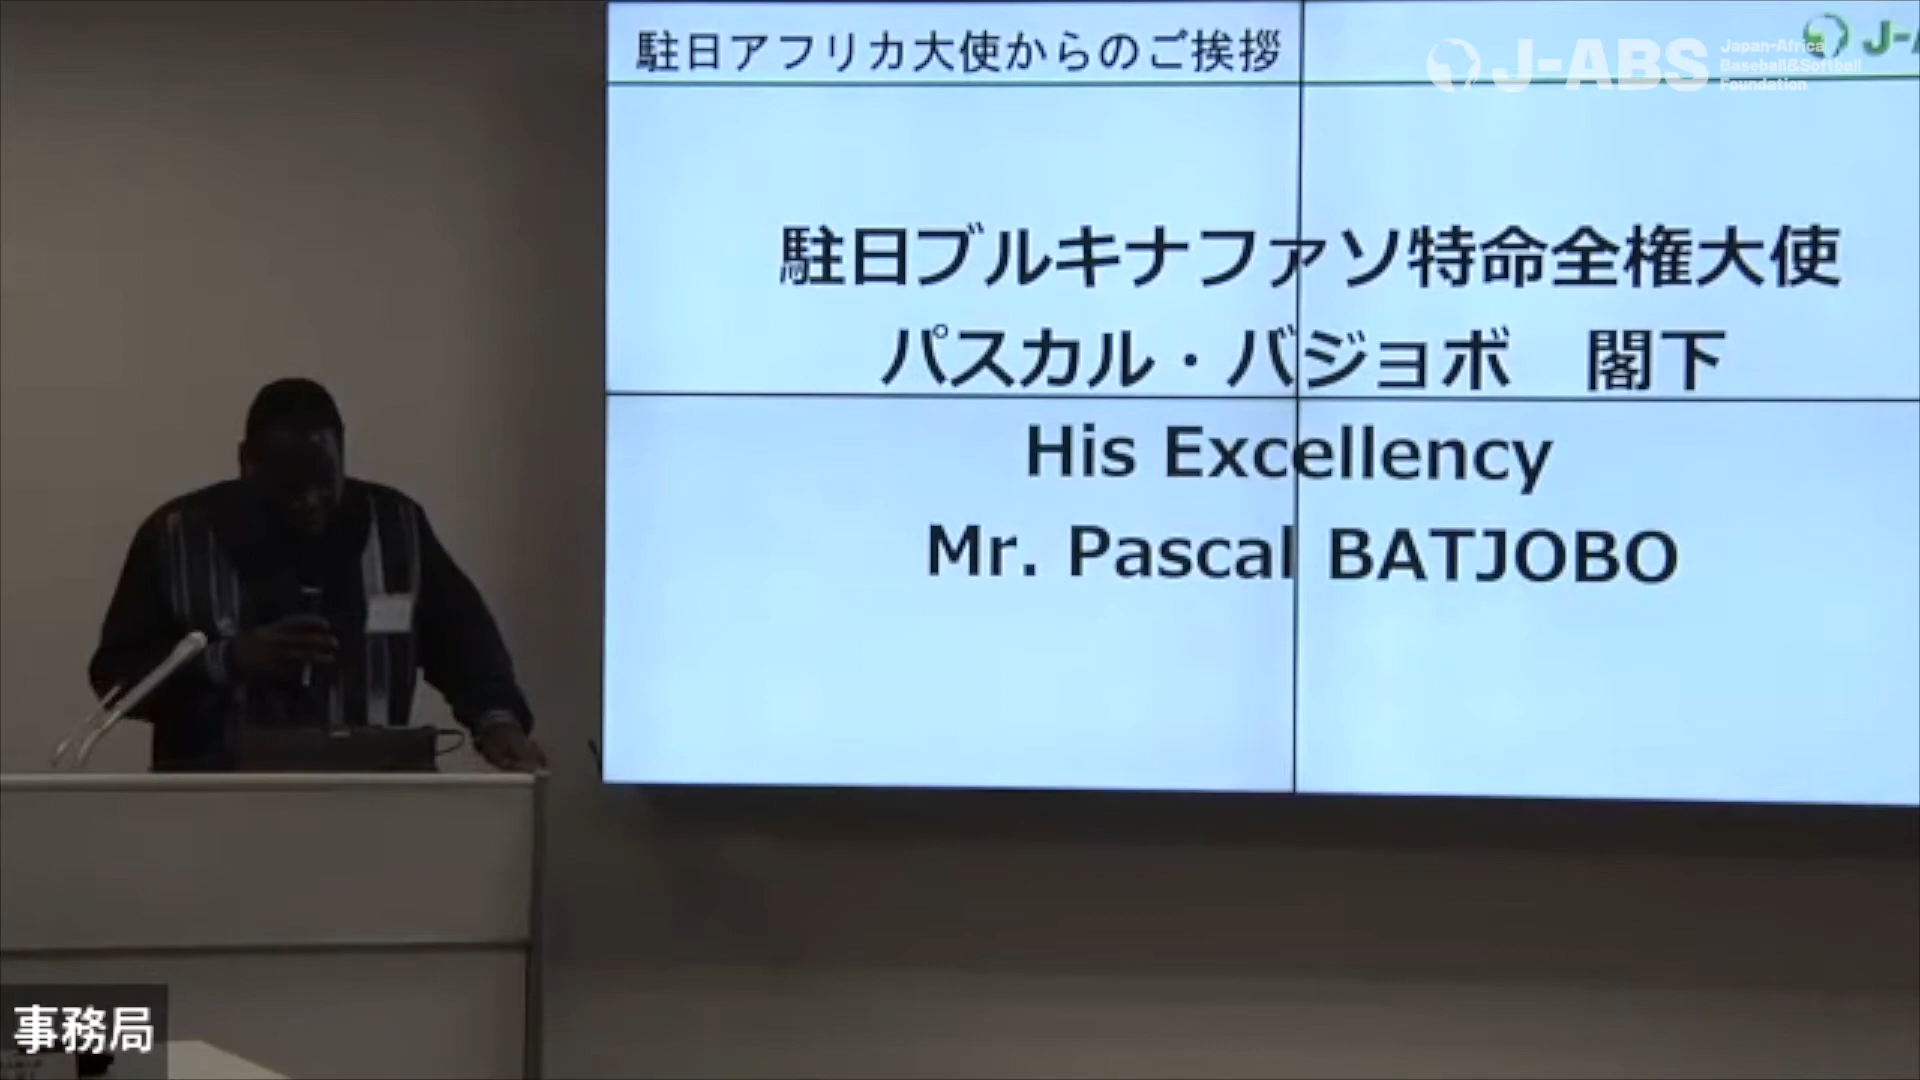 駐日アフリカ大使からのご挨拶
J-ABS
Japan-Africa
Baseball&Softball
Foundation
駐日ブルキナファソ特命全権大使
パスカル・バジョボ 閣下
His Excellency
Mr. Pascal BATJOBO
事務局